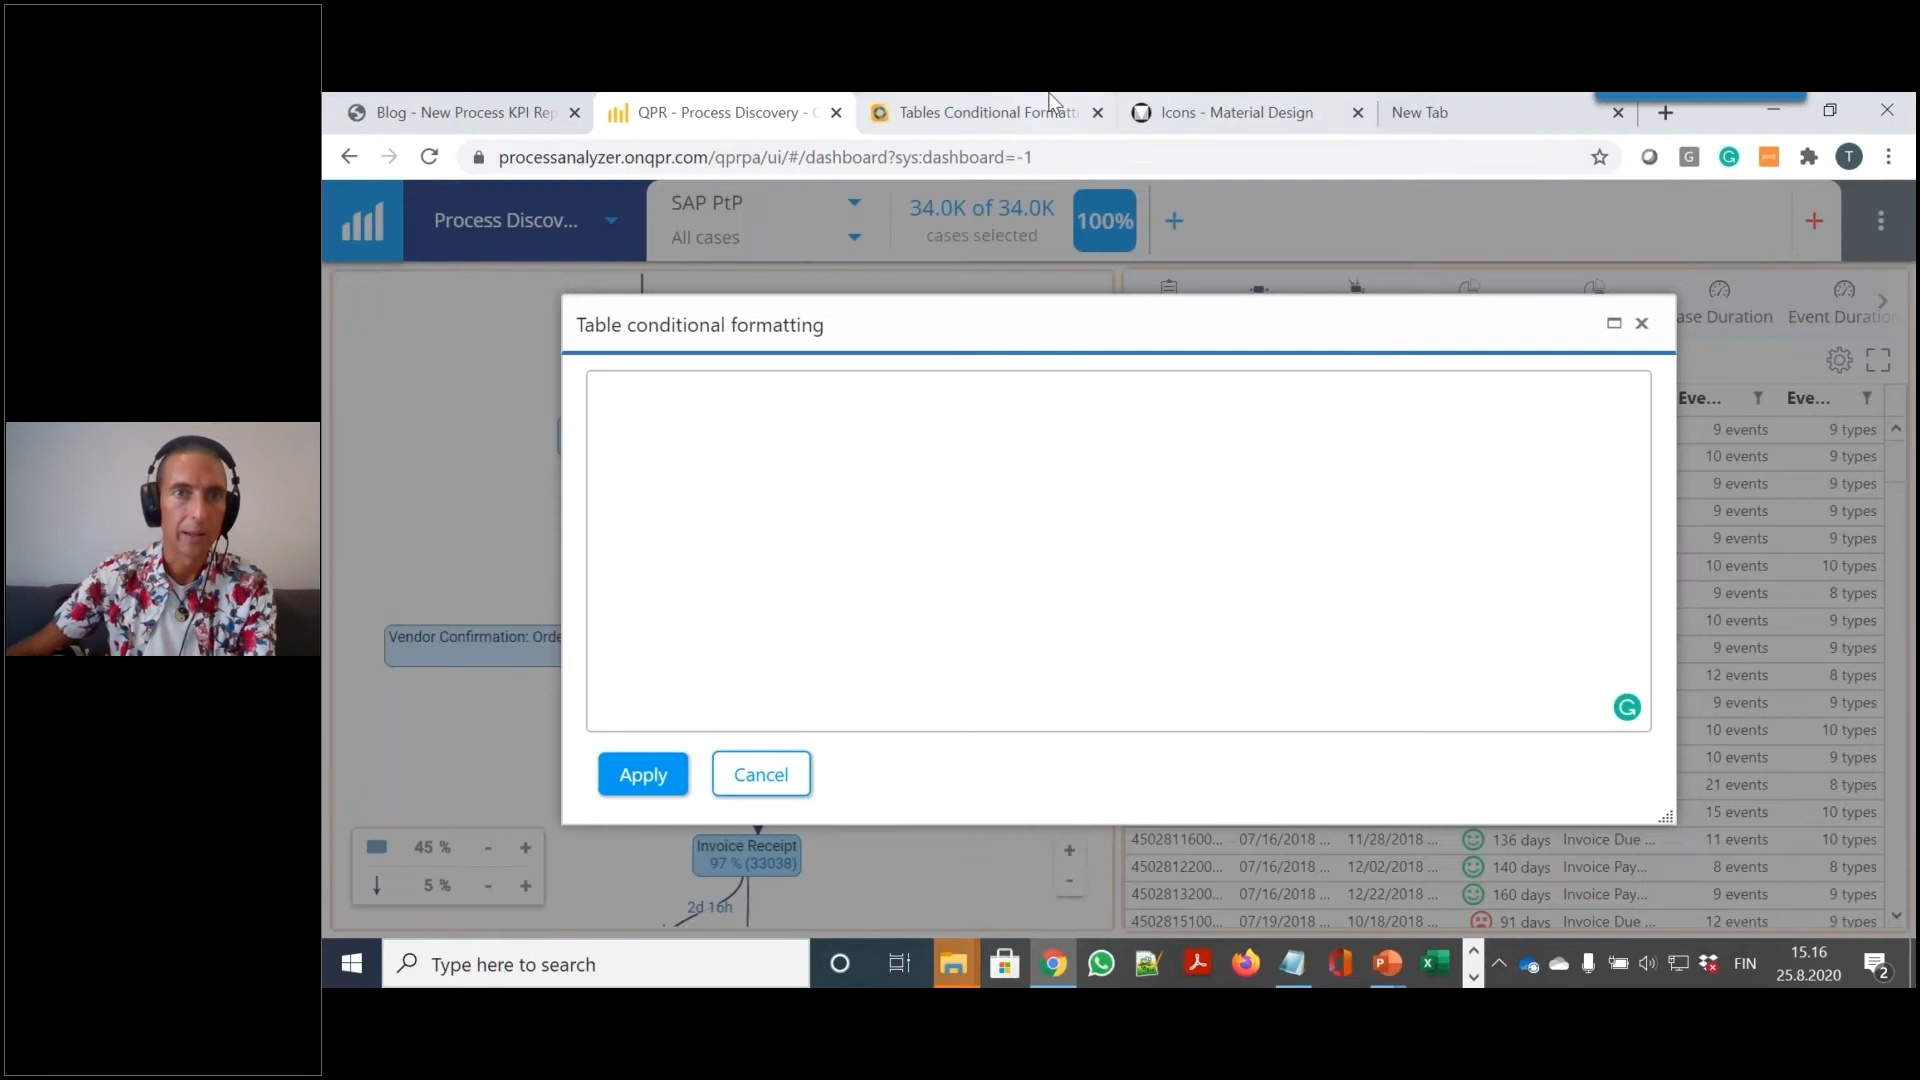 Blog - New Process KPI Rep
QPR - Process Discovery - C
Tables Conditional Formatti
Icons - Material Design
New Tab
processanalyzer.onqpr.com/qprpa/ui/#/dashboard?sys:dashboard=-1
T
Process Discov...
SAP PtP
All cases
34.0K of 34.0K
cases selected
100%
ase Duration
Event Duration
Table conditional formatting
Apply
Cancel
Eve...
Eve...
9 events 9 types
10 events 9 types
9 events 9 types
9 events 9 types
9 events 9 types
10 events 10 types
9 events 8 types
10 events 9 types
9 events 9 types
12 events 8 types
9 events 9 types
10 events 10 types
10 events 9 types
21 events 8 types
15 events 10 types
4502811600... 07/16/2018 ... 11/28/2018 ... 136 days Invoice Due ... 11 events 10 types
4502812200... 07/16/2018 ... 12/02/2018 ... 140 days Invoice Pay... 8 events 8 types
4502813200... 07/16/2018 ... 12/22/2018 ... 160 days Invoice Pay... 9 events 9 types
4502815100... 07/19/2018 ... 10/18/2018 ... 91 days Invoice Due ... 12 events 9 types
Vendor Confirmation: Orde
Invoice Receipt
97 % (33038)
2d 16h
45 % - +
5 % - +
+
-
Type here to search
FIN
15.16
25.8.2020
2